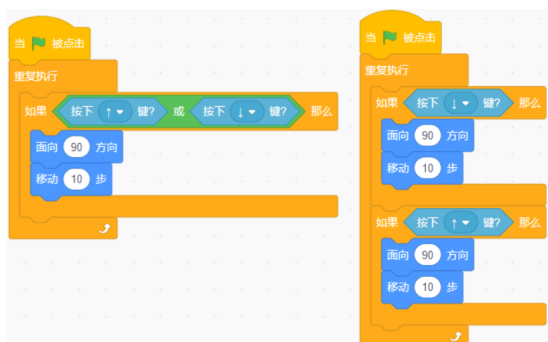 当 被点击
重复执行
如果 按下 ↑ 键? 或 按下 ↓ 键? 那么
面向 90 方向
移动 10 步
当 被点击
重复执行
如果 按下 ↓ 键? 那么
面向 90 方向
移动 10 步
如果 按下 ↑ 键? 那么
面向 90 方向
移动 10 步